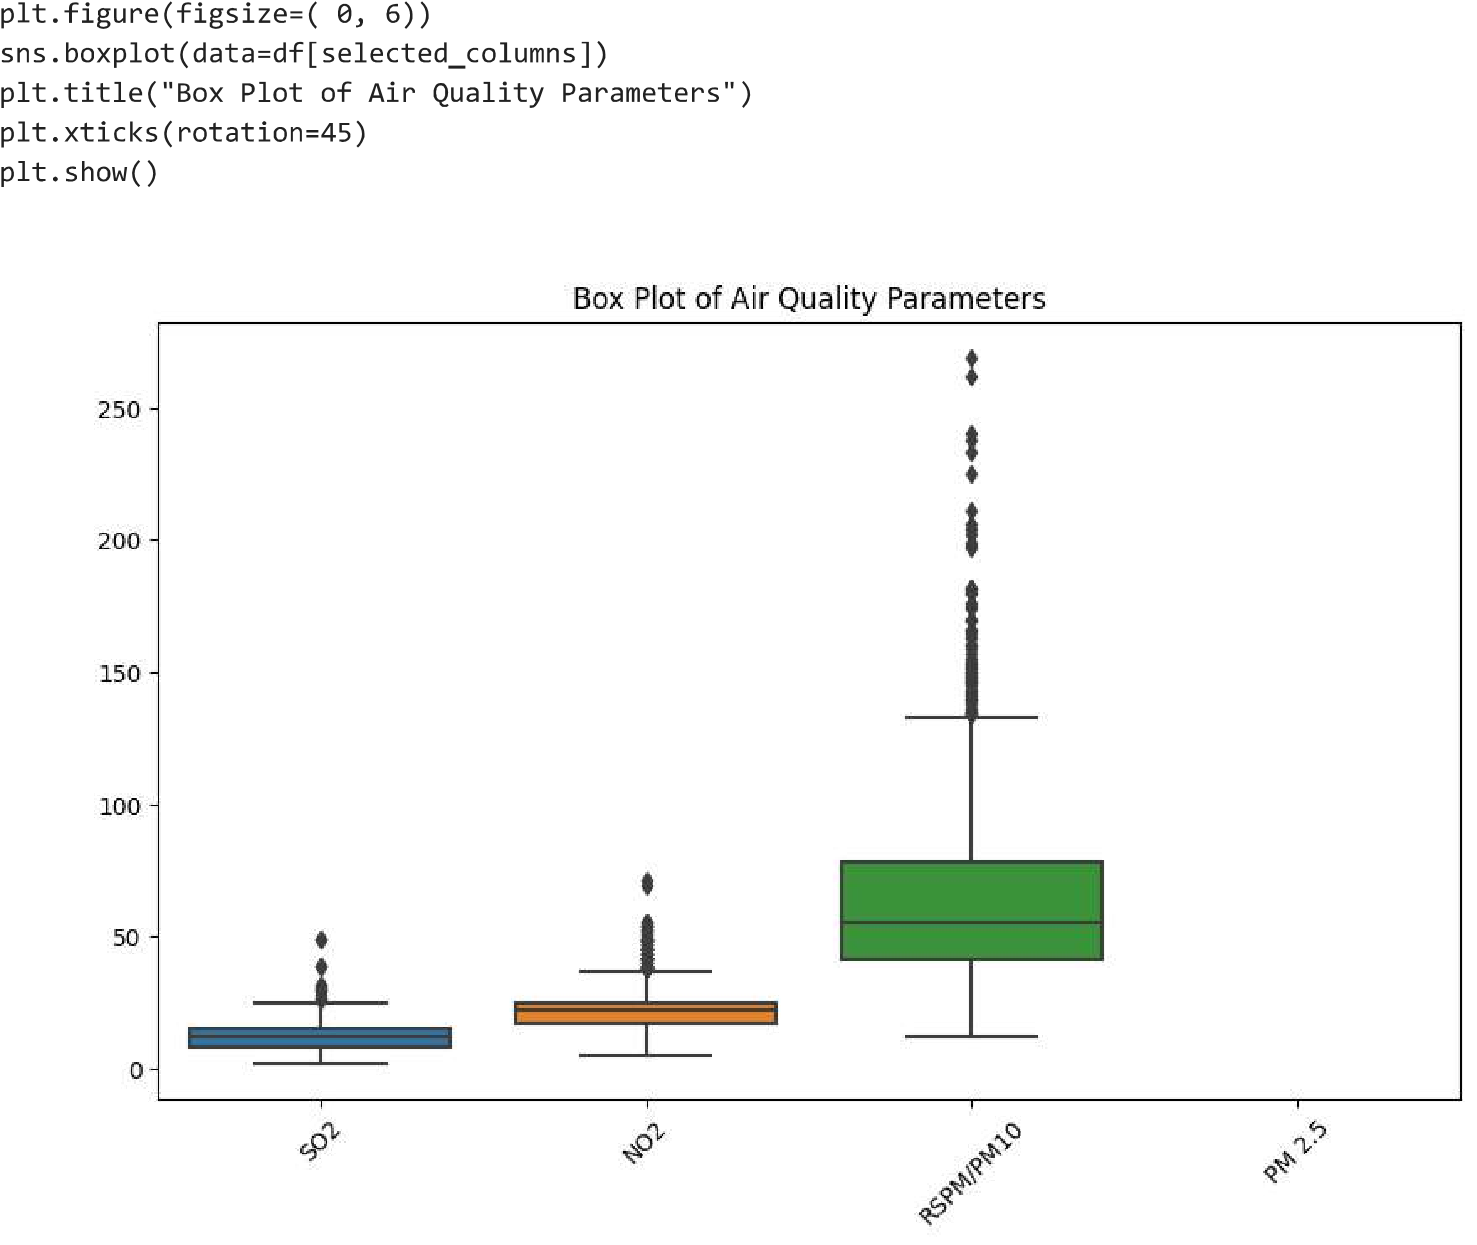 plt.figure(figsize=( 0, 6))
sns.boxplot(data=df[selected_columns])
plt.title("Box Plot of Air Quality Parameters")
plt.xticks(rotation=45)
plt.show()
Box Plot of Air Quality Parameters
250
200
150
100
50
0
SO2
NO2
RSPM/PM10
PM 2.5